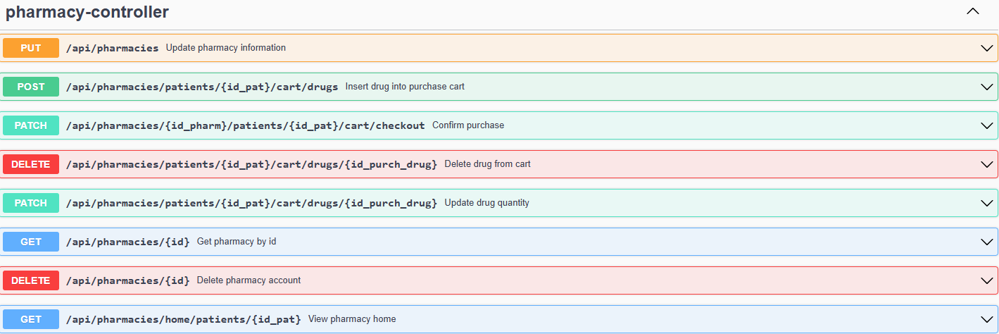 pharmacy-controller
PUT /api/pharmacies Update pharmacy information
POST /api/pharmacies/patients/{id_pat}/cart/drugs Insert drug into purchase cart
PATCH /api/pharmacies/{id_pharm}/patients/{id_pat}/cart/checkout Confirm purchase
DELETE /api/pharmacies/patients/{id_pat}/cart/drugs/{id_purch_drug} Delete drug from cart
PATCH /api/pharmacies/patients/{id_pat}/cart/drugs/{id_purch_drug} Update drug quantity
GET /api/pharmacies/{id} Get pharmacy by id
DELETE /api/pharmacies/{id} Delete pharmacy account
GET /api/pharmacies/home/patients/{id_pat} View pharmacy home